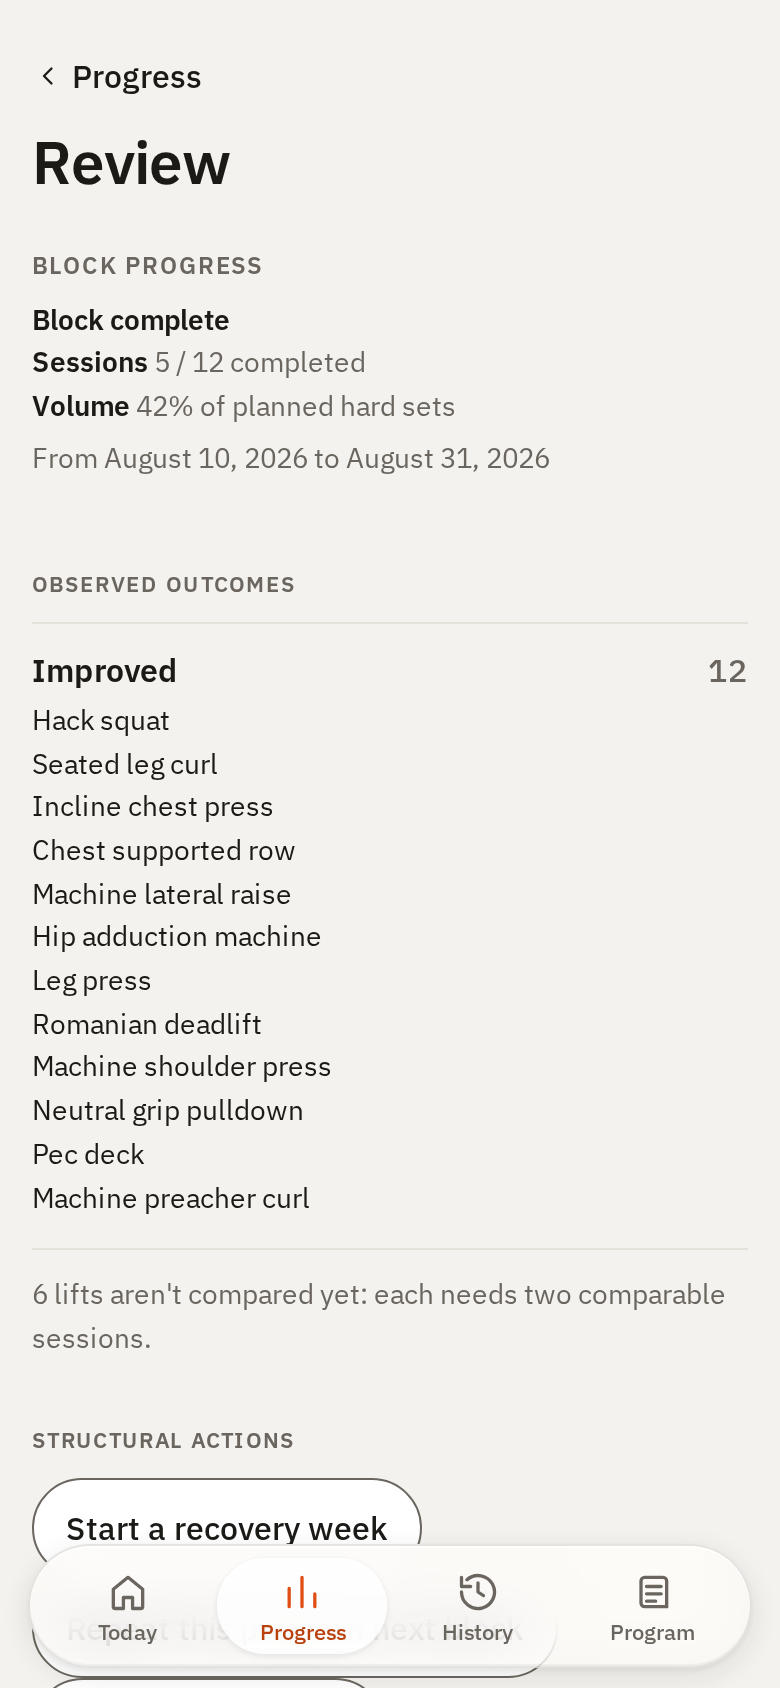 Progress
Review
BLOCK PROGRESS
Block complete
Sessions 5 / 12 completed
Volume 42% of planned hard sets
From August 10, 2026 to August 31, 2026
OBSERVED OUTCOMES
Improved 12
Hack squat
Seated leg curl
Incline chest press
Chest supported row
Machine lateral raise
Hip adduction machine
Leg press
Romanian deadlift
Machine shoulder press
Neutral grip pulldown
Pec deck
Machine preacher curl
6 lifts aren't compared yet: each needs two comparable
sessions.
STRUCTURAL ACTIONS
Start a recovery week
Repeat this next
Today Progress History Program